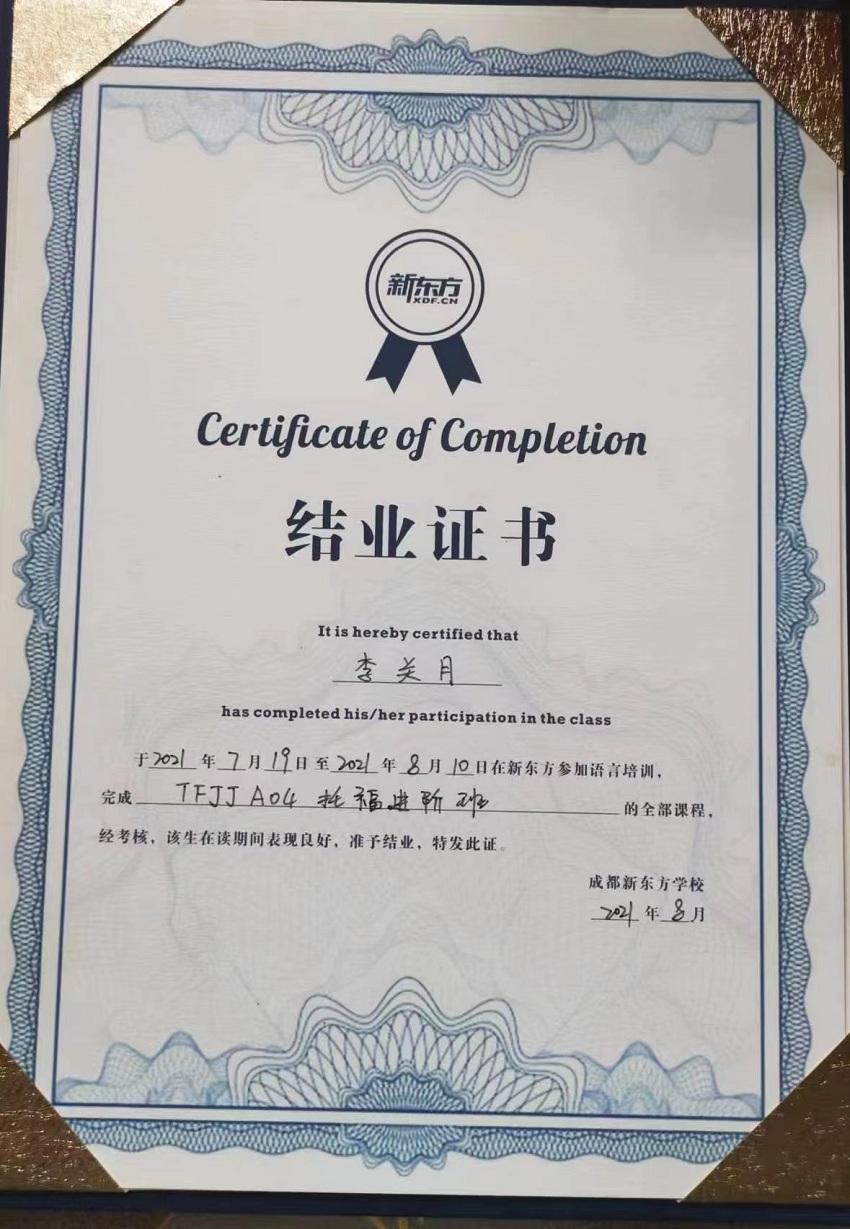 新东方
XDF.CN
Certificate of Completion
结业证书
It is hereby certified that
李关月
has completed his/her participation in the class
于2021年7月19日至2021年8月10日在新东方参加语言培训,
完成 TFJJA04 托福进阶班 的全部课程,
经考核,该生在读期间表现良好,准予结业,特发此证。
成都新东方学校
2021年8月